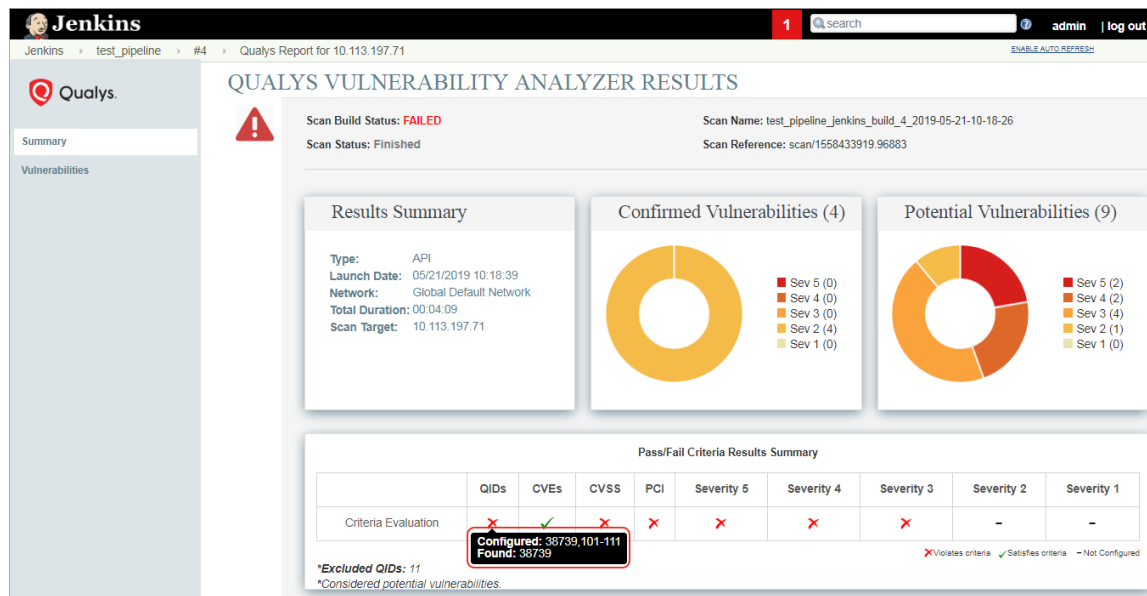 Jenkins
1
search
admin | log out
Jenkins test_pipeline #4 Qualys Report for 10.113.197.71
ENABLE AUTO REFRESH
Qualys.
Summary
Vulnerabilities
QUALYS VULNERABILITY ANALYZER RESULTS
Scan Build Status: FAILED
Scan Name: test_pipeline_jenkins_build_4_2019-05-21-10-18-26
Scan Status: Finished
Scan Reference: scan/1558433919.96883
Results Summary
Type: API
Launch Date: 05/21/2019 10:18:39
Network: Global Default Network
Total Duration: 00:04:09
Scan Target: 10.113.197.71
Confirmed Vulnerabilities (4)
Sev 5 (0)
Sev 4 (0)
Sev 3 (0)
Sev 2 (4)
Sev 1 (0)
Potential Vulnerabilities (9)
Sev 5 (2)
Sev 4 (2)
Sev 3 (4)
Sev 2 (1)
Sev 1 (0)
Pass/Fail Criteria Results Summary
QIDs CVEs CVSS PCI Severity 5 Severity 4 Severity 3 Severity 2 Severity 1
Criteria Evaluation
Configured: 38739,101-111
Found: 38739
Violates criteria Satisfies criteria – Not Configured
*Excluded QIDs: 11
*Considered potential vulnerabilities.